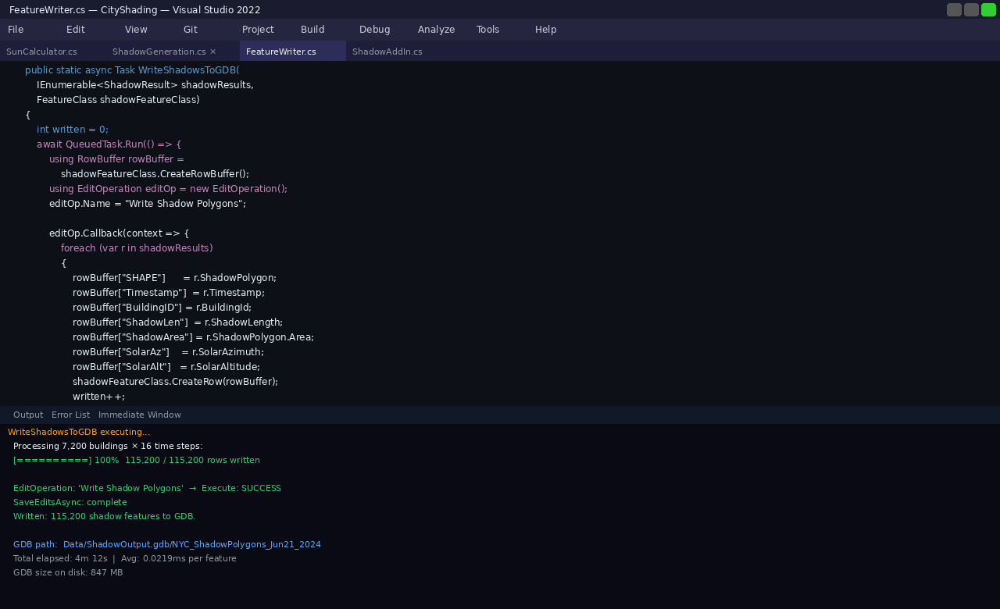 FeatureWriter.cs — CityShading — Visual Studio 2022
File Edit View Git Project Build Debug Analyze Tools Help
SunCalculator.cs ShadowGeneration.cs × FeatureWriter.cs ShadowAddIn.cs
public static async Task WriteShadowsToGDB(
IEnumerable<ShadowResult> shadowResults,
FeatureClass shadowFeatureClass)
{
int written = 0;
await QueuedTask.Run(() => {
using RowBuffer rowBuffer =
shadowFeatureClass.CreateRowBuffer();
using EditOperation editOp = new EditOperation();
editOp.Name = "Write Shadow Polygons";
editOp.Callback(context => {
foreach (var r in shadowResults)
{
rowBuffer["SHAPE"] = r.ShadowPolygon;
rowBuffer["Timestamp"] = r.Timestamp;
rowBuffer["BuildingID"] = r.BuildingId;
rowBuffer["ShadowLen"] = r.ShadowLength;
rowBuffer["ShadowArea"] = r.ShadowPolygon.Area;
rowBuffer["SolarAz"] = r.SolarAzimuth;
rowBuffer["SolarAlt"] = r.SolarAltitude;
shadowFeatureClass.CreateRow(rowBuffer);
written++;
Output Error List Immediate Window
WriteShadowsToGDB executing...
Processing 7,200 buildings × 16 time steps:
[==========] 100% 115,200 / 115,200 rows written
EditOperation: 'Write Shadow Polygons' → Execute: SUCCESS
SaveEditsAsync: complete
Written: 115,200 shadow features to GDB.
GDB path: Data/ShadowOutput.gdb/NYC_ShadowPolygons_Jun21_2024
Total elapsed: 4m 12s | Avg: 0.0219ms per feature
GDB size on disk: 847 MB